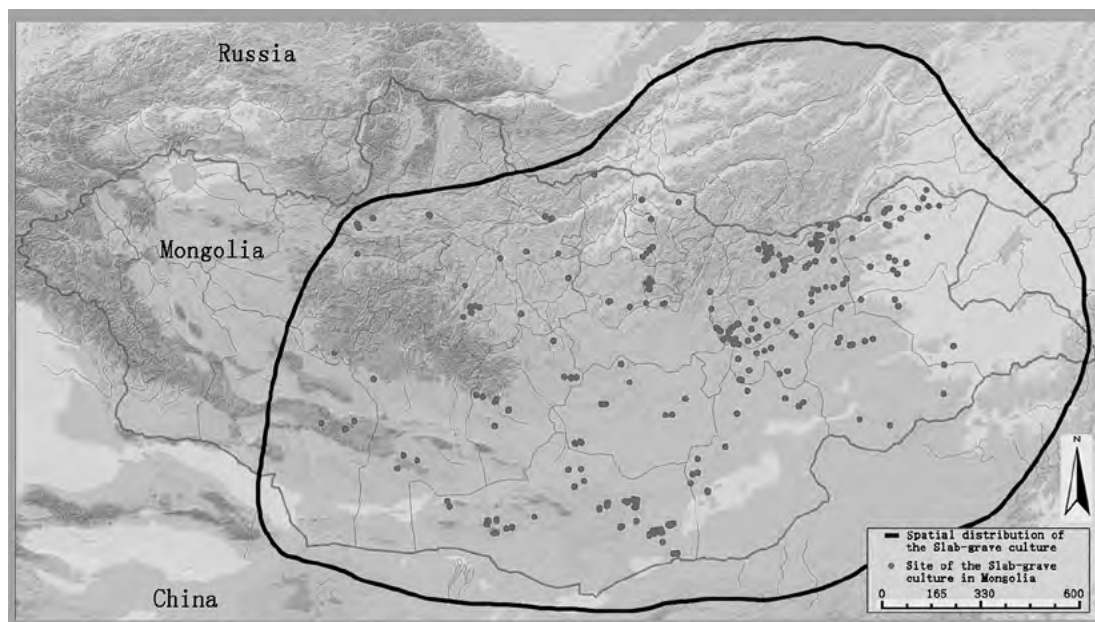 Russia
Mongolia
China
N
Spatial distribution of
the Slab-grave culture
Site of the Slab-grave
culture in Mongolia
0 165 330 600